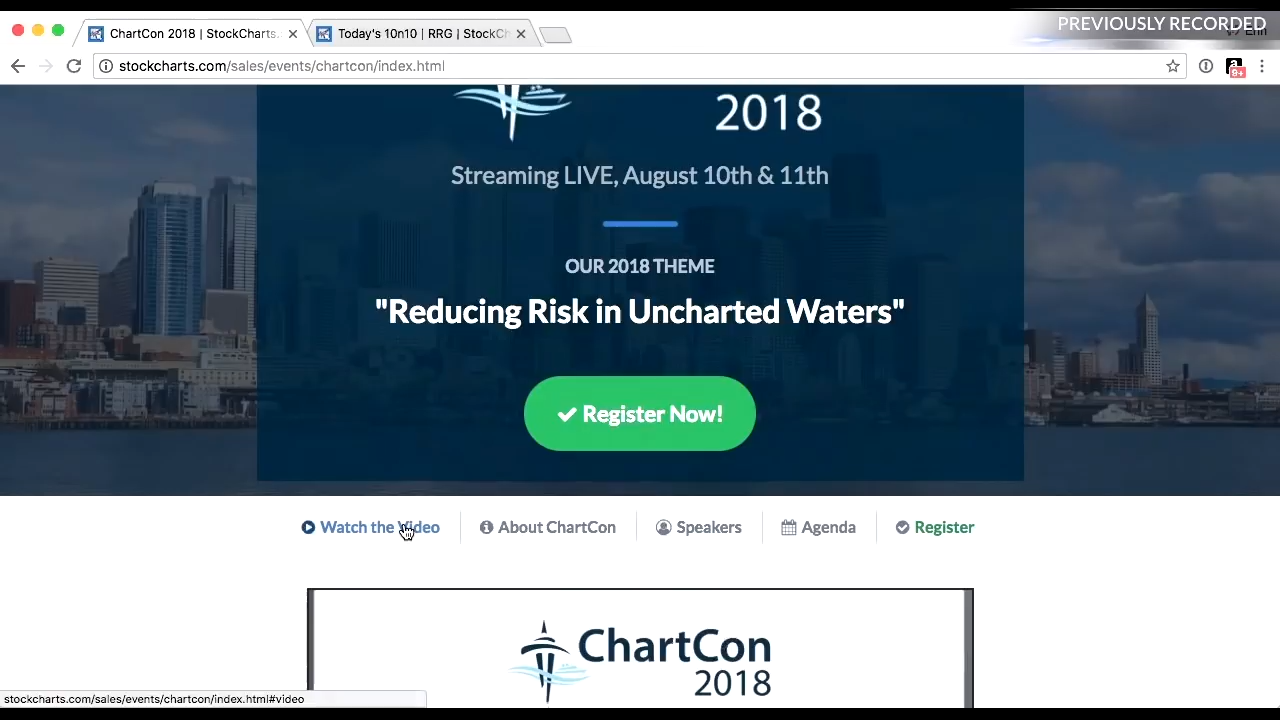 PREVIOUSLY RECORDED
ChartCon 2018 | StockCharts.
Today's 10n10 | RRG | StockCh
Erin
stockcharts.com/sales/events/chartcon/index.html
9+
2018
Streaming LIVE, August 10th & 11th
OUR 2018 THEME
"Reducing Risk in Uncharted Waters"
Register Now!
Watch the Video
About ChartCon
Speakers
Agenda
Register
ChartCon
2018
stockcharts.com/sales/events/chartcon/index.html#video